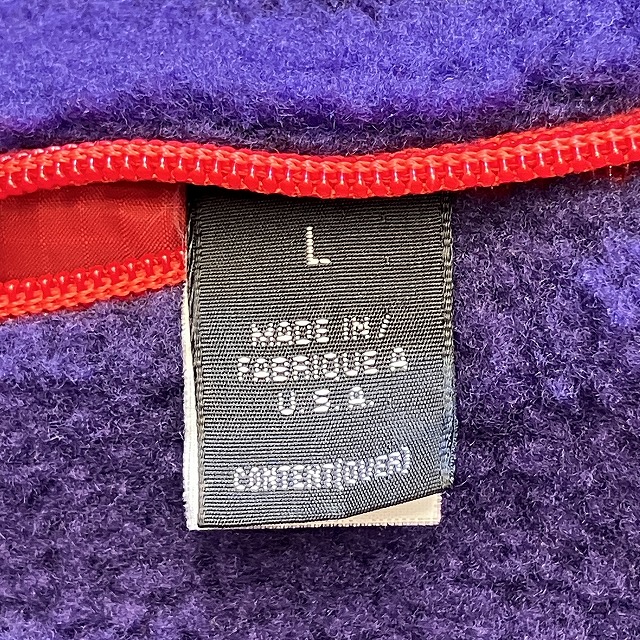 L
MADE IN/
FABRIQUE A
U.S.A.
CONTENT(OVER)